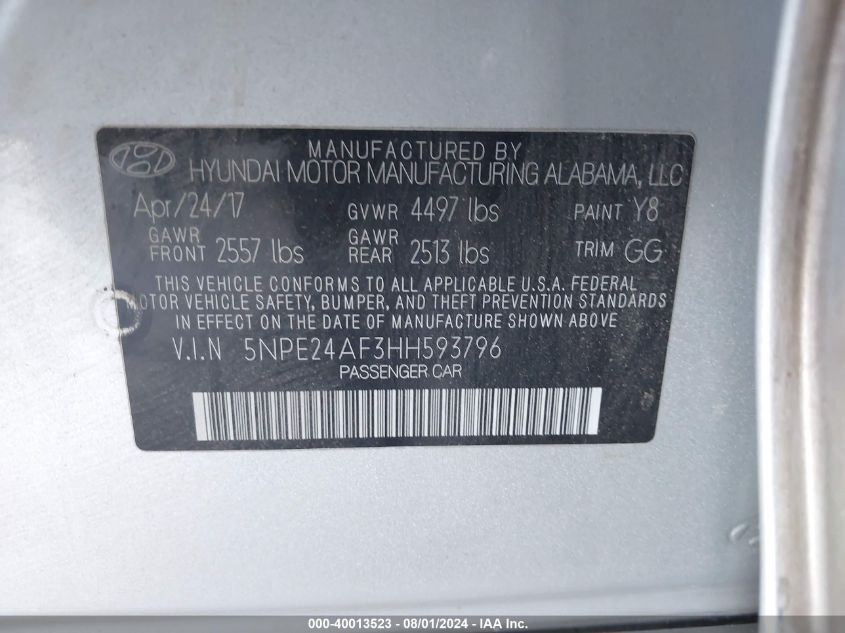 MANUFACTURED BY
HYUNDAI MOTOR MANUFACTURING ALABAMA, LLC
Apr/24/17 GVWR 4497 lbs PAINT Y8
GAWR FRONT 2557 lbs GAWR REAR 2513 lbs TRIM GG
THIS VEHICLE CONFORMS TO ALL APPLICABLE U.S.A. FEDERAL
MOTOR VEHICLE SAFETY, BUMPER, AND THEFT PREVENTION STANDARDS
IN EFFECT ON THE DATE OF MANUFACTURE SHOWN ABOVE
V.I.N 5NPE24AF3HH593796
PASSENGER CAR
000-40013523 - 08/01/2024 - IAA Inc.